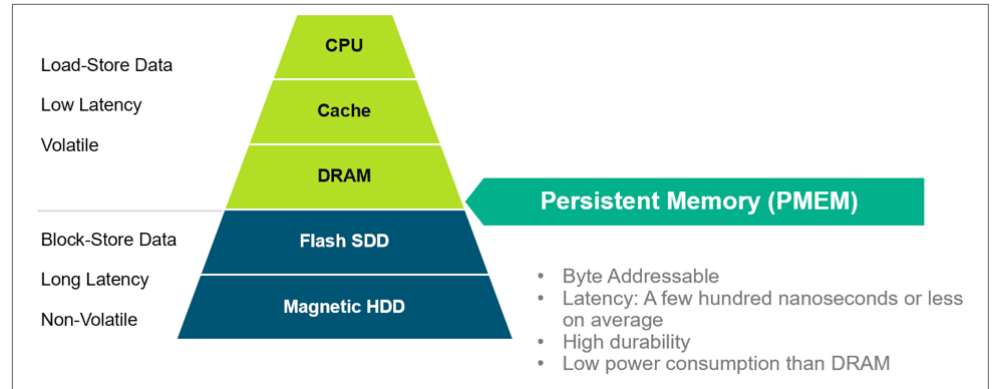 CPU
Load-Store Data
Low Latency
Cache
Volatile
DRAM
Persistent Memory (PMEM)
Block-Store Data
Flash SDD
Long Latency
Non-Volatile
Magnetic HDD
• Byte Addressable
• Latency: A few hundred nanoseconds or less
on average
• High durability
• Low power consumption than DRAM